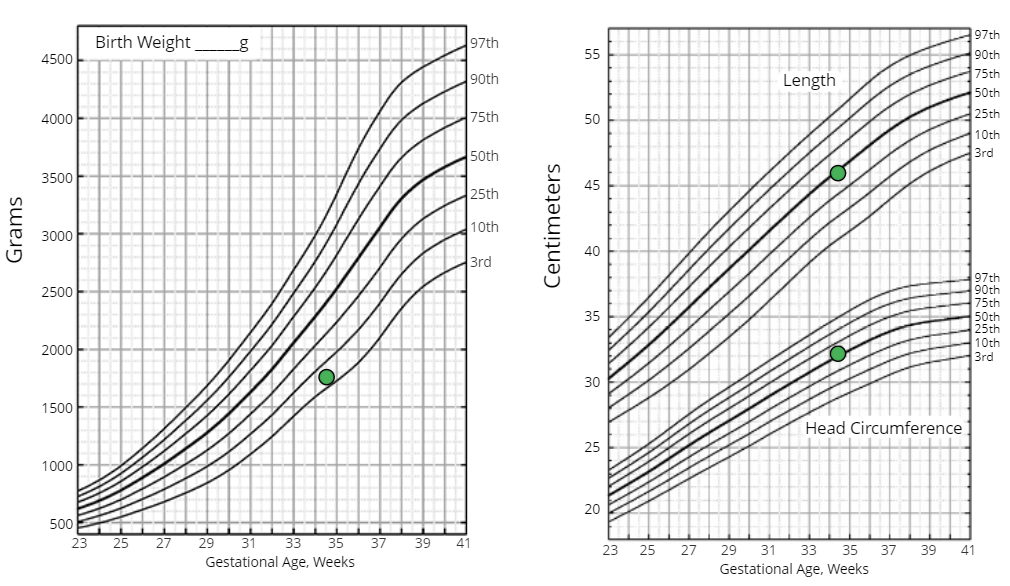 Birth Weight ______g
Grams
4500
4000
3500
3000
2500
2000
1500
1000
500
97th
90th
75th
50th
25th
10th
3rd
23 25 27 29 31 33 35 37 39 41
Gestational Age, Weeks
Centimeters
55
50
45
40
35
30
25
20
Length
97th
90th
75th
50th
25th
10th
3rd
97th
90th
75th
50th
25th
10th
3rd
Head Circumference
23 25 27 29 31 33 35 37 39 41
Gestational Age, Weeks